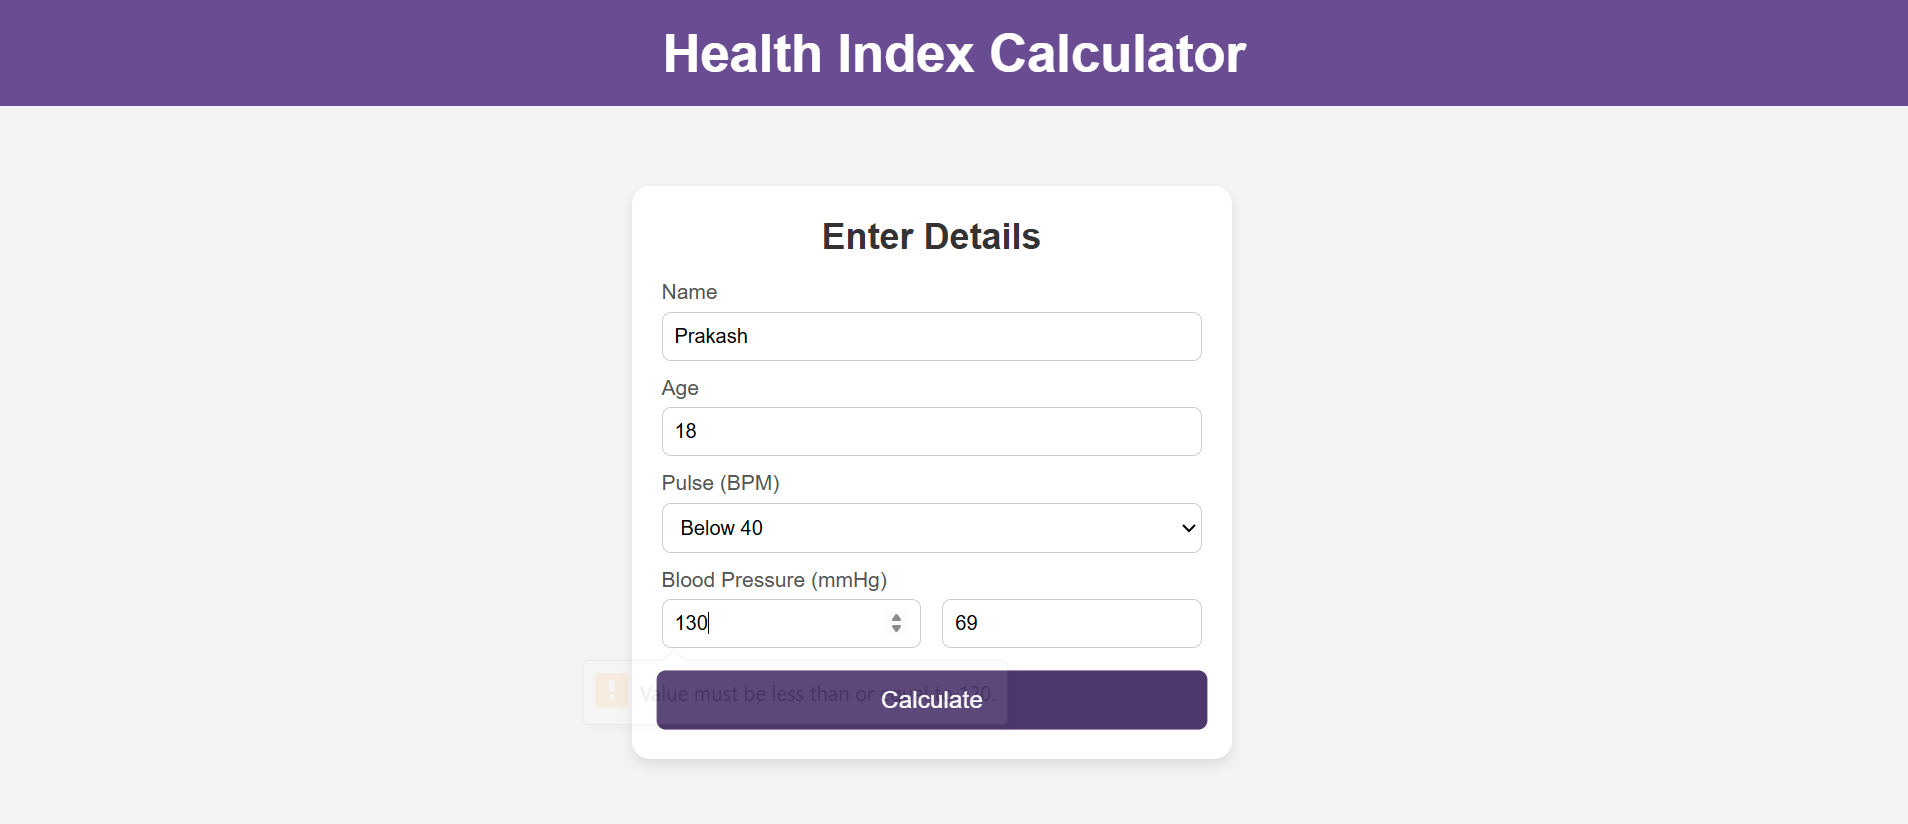 Health Index Calculator
Enter Details
Name
Prakash
Age
18
Pulse (BPM)
Below 40
Blood Pressure (mmHg)
130 69
Value must be less than or
Calculate